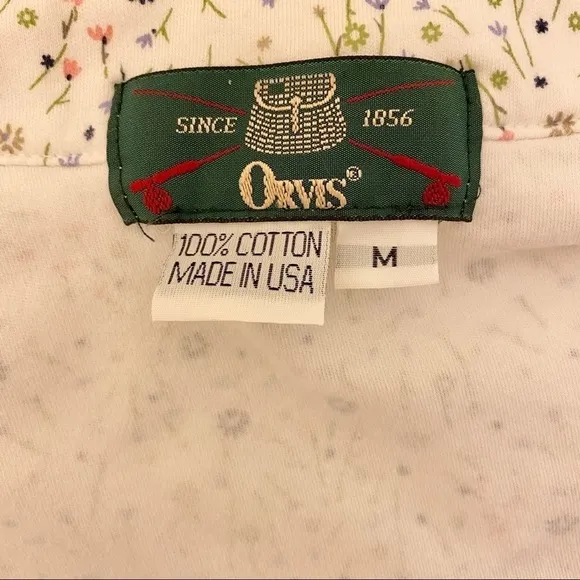 SINCE 1856
ORVIS®
100% COTTON
MADE IN USA
M